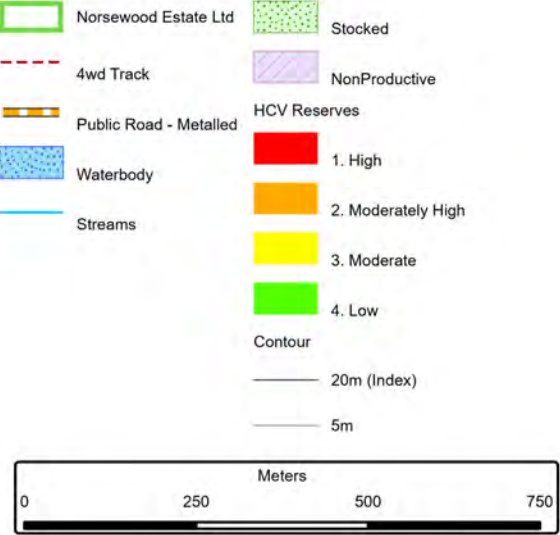 Norsewood Estate Ltd
4wd Track
Public Road - Metalled
Waterbody
Streams
Stocked
NonProductive
HCV Reserves
1. High
2. Moderately High
3. Moderate
4. Low
Contour
20m (Index)
5m
Meters
0 250 500 750